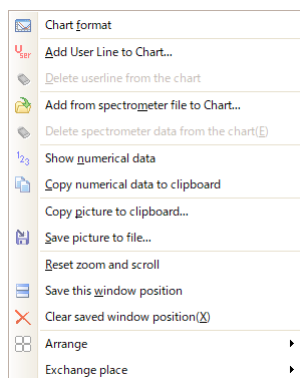 Chart format
User
Add User Line to Chart...
Delete userline from the chart
Add from spectrometer file to Chart...
Delete spectrometer data from the chart(E)
123
Show numerical data
Copy numerical data to clipboard
Copy picture to clipboard...
Save picture to file...
Reset zoom and scroll
Save this window position
Clear saved window position(X)
Arrange
Exchange place